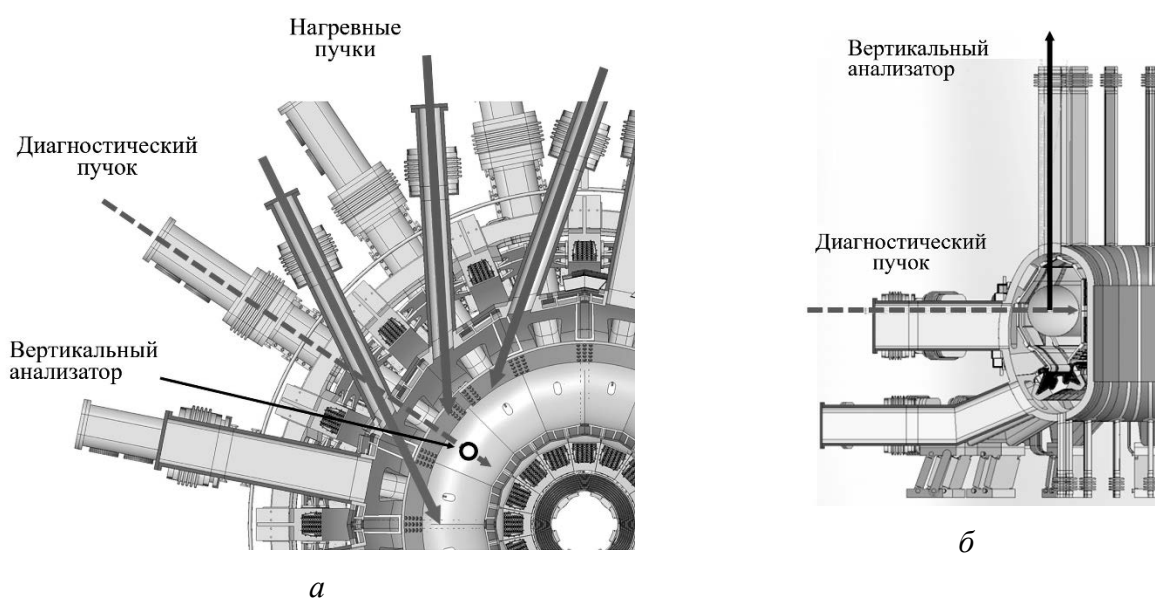 Нагревные
пучки
Диагностический
пучок
Вертикальный
анализатор
а
Вертикальный
анализатор
Диагностический
пучок
б